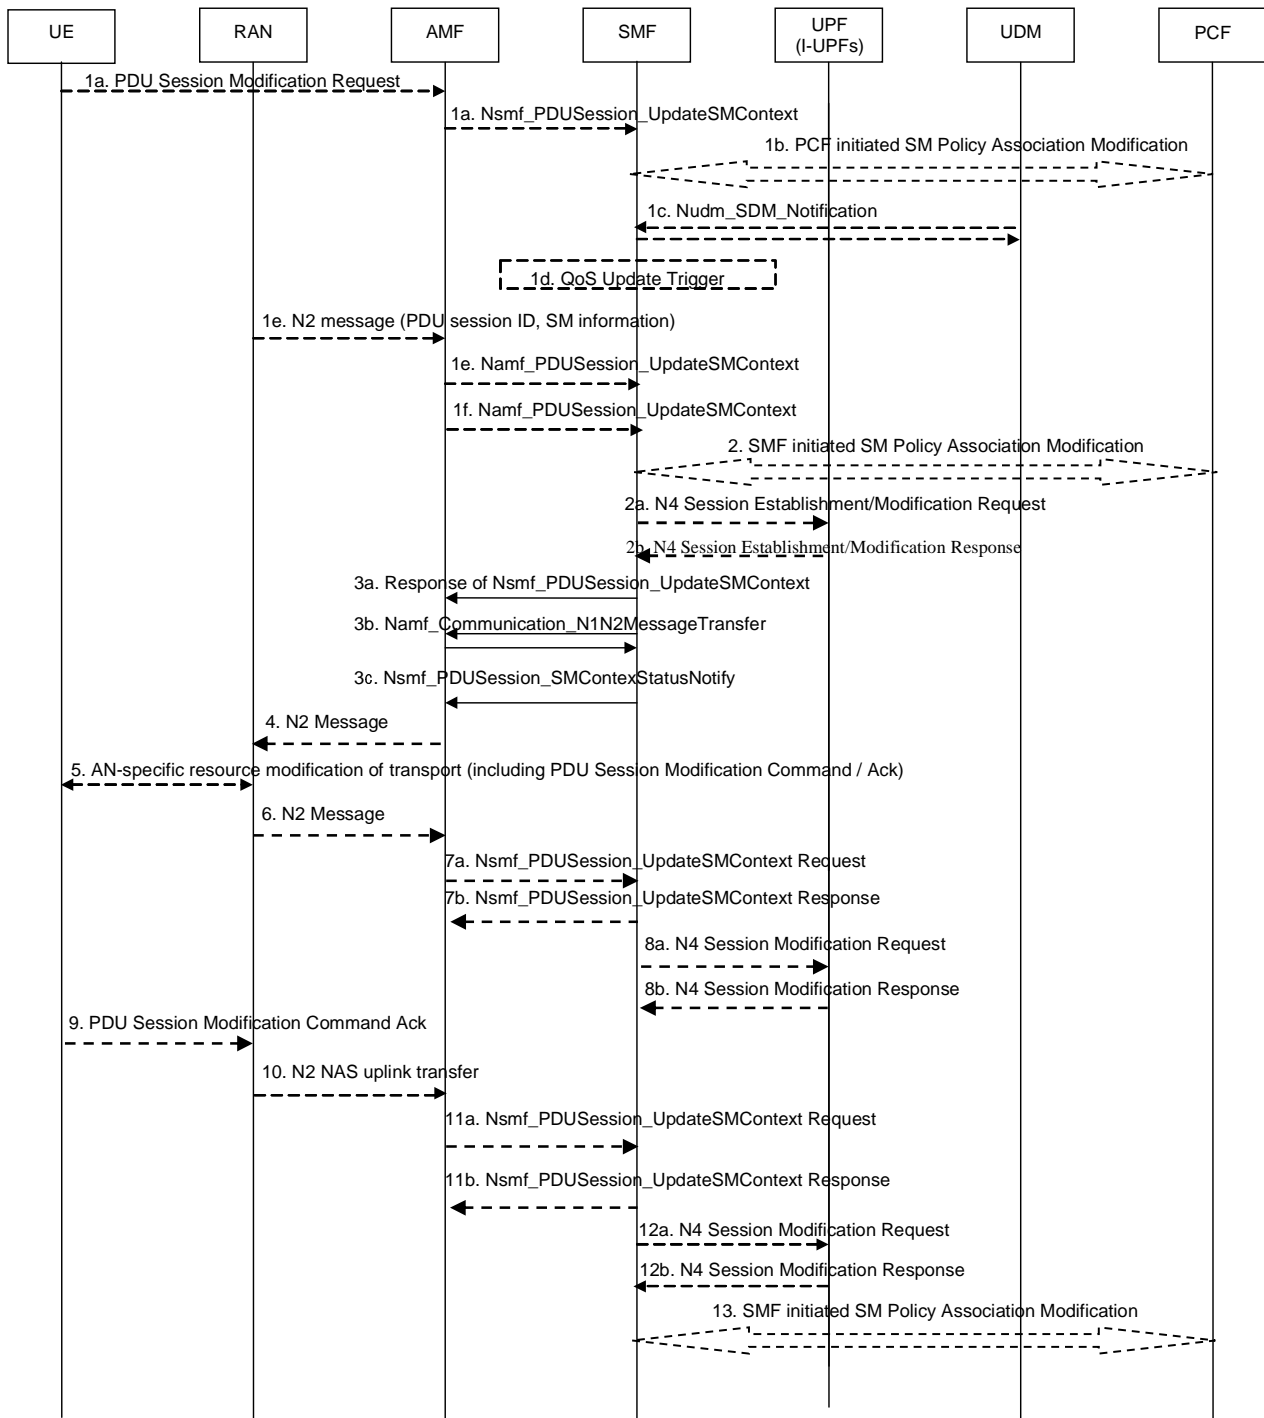 UE
RAN
AMF
SMF
UPF
(I-UPFs)
UDM
PCF
1a. PDU Session Modification Request
1a. Nsmf_PDUSession_UpdateSMContext
1b. PCF initiated SM Policy Association Modification
1c. Nudm_SDM_Notification
1d. QoS Update Trigger
1e. N2 message (PDU session ID, SM information)
1e. Namf_PDUSession_UpdateSMContext
1f. Namf_PDUSession_UpdateSMContext
2. SMF initiated SM Policy Association Modification
2a. N4 Session Establishment/Modification Request
2b. N4 Session Establishment/Modification Response
3a. Response of Nsmf_PDUSession_UpdateSMContext
3b. Namf_Communication_N1N2MessageTransfer
3c. Nsmf_PDUSession_SMContexStatusNotify
4. N2 Message
5. AN-specific resource modification of transport (including PDU Session Modification Command / Ack)
6. N2 Message
7a. Nsmf_PDUSession_UpdateSMContext Request
7b. Nsmf_PDUSession_UpdateSMContext Response
8a. N4 Session Modification Request
8b. N4 Session Modification Response
9. PDU Session Modification Command Ack
10. N2 NAS uplink transfer
11a. Nsmf_PDUSession_UpdateSMContext Request
11b. Nsmf_PDUSession_UpdateSMContext Response
12a. N4 Session Modification Request
12b. N4 Session Modification Response
13. SMF initiated SM Policy Association Modification